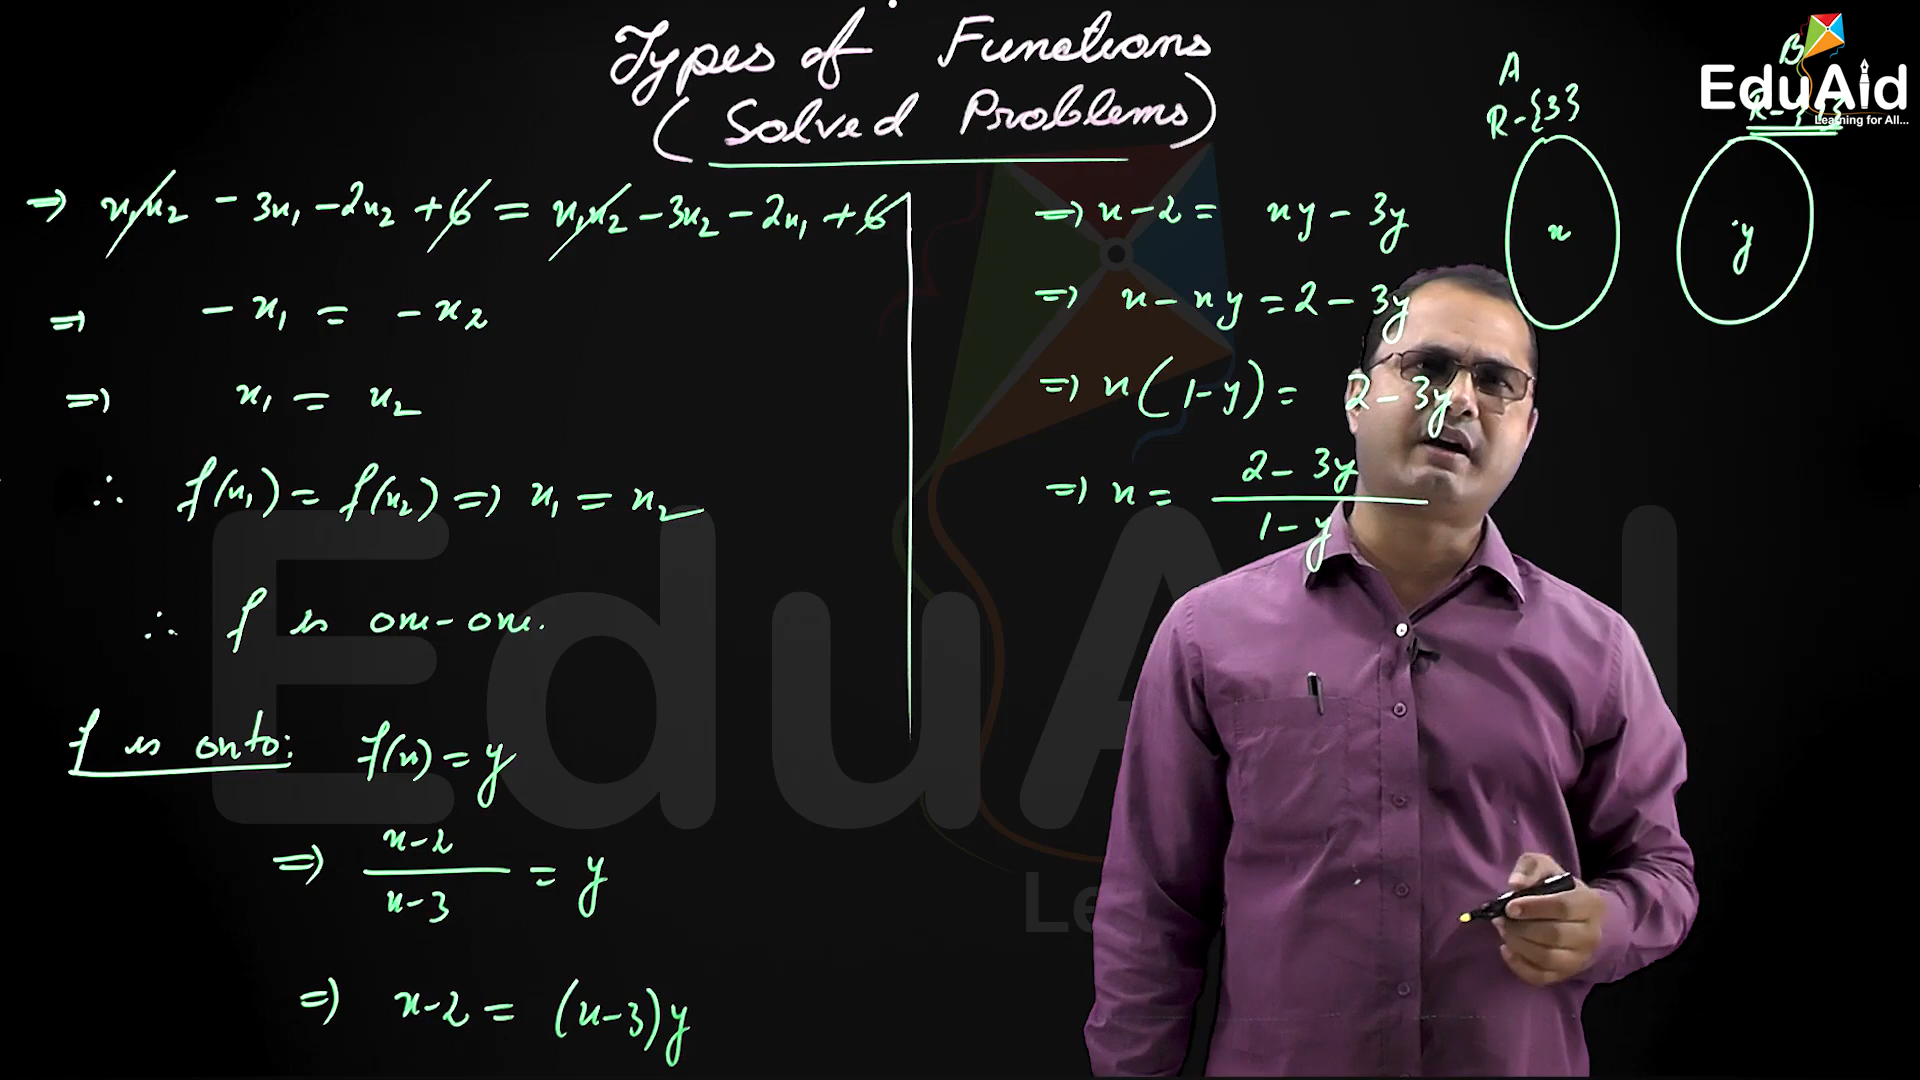 Types of Functions
(Solved Problems)
⇒ x₁x₂ - 3x₁ - 2x₂ + 6 = x₁x₂ - 3x₂ - 2x₁ + 6
⇒ - x₁ = - x₂
⇒ x₁ = x₂
∴ f(x₁) = f(x₂) ⇒ x₁ = x₂
∴ f is one-one.
f is onto: f(x) = y
⇒ x-2/x-3 = y
⇒ x-2 = (x-3)y
⇒ x-2 = xy - 3y
⇒ x - xy = 2 - 3y
⇒ x(1-y) = 2 - 3y
⇒ x = 2 - 3y/1 - y
A
R-{3}
x
B
y
EduAid
Learning for All...
EduAid